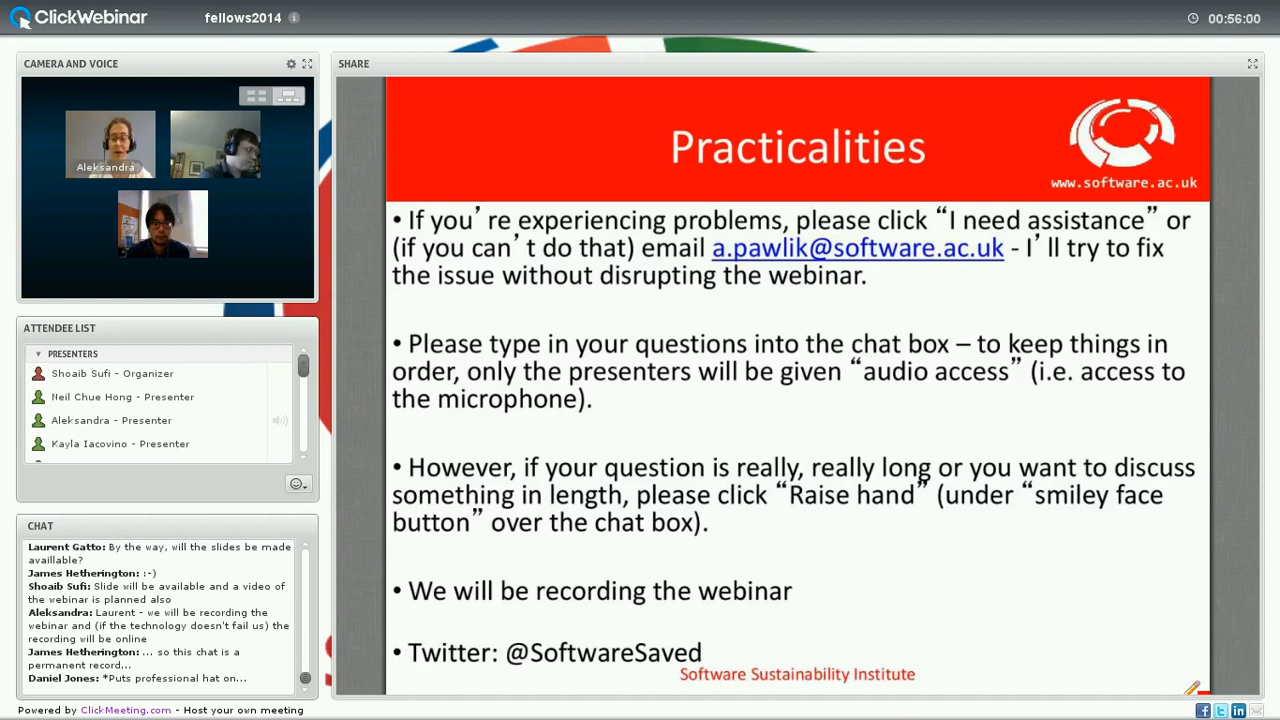 ClickWebinar
fellows2014
00:56:00
CAMERA AND VOICE
Aleksandra
ATTENDEE LIST
PRESENTERS
Shoaib Sufi - Organizer
Neil Chue Hong - Presenter
Aleksandra - Presenter
Kayla Iacovino - Presenter
CHAT
Laurent Gatto: By the way, will the slides be made
availlable?
James Hetherington: :-)
Shoaib Sufi: Slide will be available and a video of
the webinar is planned also
Aleksandra: Laurent - we will be recording the
webinar and (if the technology doesn't fail us) the
recording will be online
James Hetherington: ... so this chat is a
permanent record...
Daniel Jones: *Puts professional hat on...
SHARE
Practicalities
www.software.ac.uk
• If you’re experiencing problems, please click “I need assistance” or
(if you can’t do that) email a.pawlik@software.ac.uk - I’ll try to fix
the issue without disrupting the webinar.
• Please type in your questions into the chat box – to keep things in
order, only the presenters will be given “audio access” (i.e. access to
the microphone).
• However, if your question is really, really long or you want to discuss
something in length, please click “Raise hand” (under “smiley face
button” over the chat box).
• We will be recording the webinar
• Twitter: @SoftwareSaved
Software Sustainability Institute
Powered by ClickMeeting.com - Host your own meeting